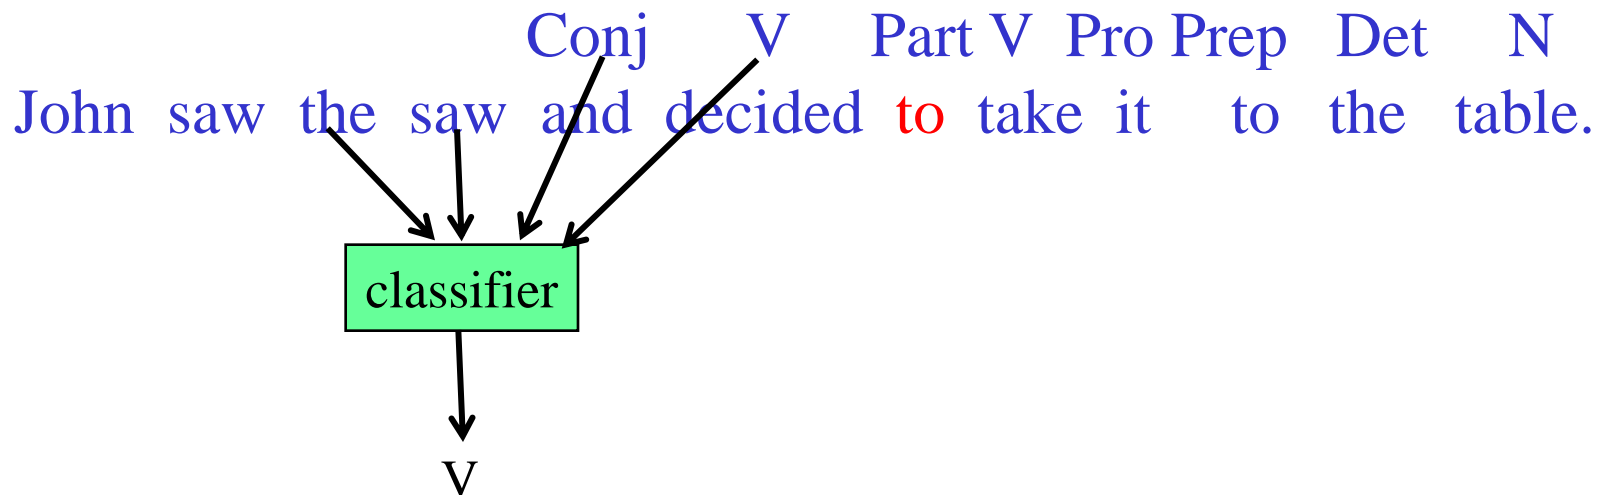 Conj V Part V Pro Prep Det N
John saw the saw and decided to take it to the table.
classifier
V